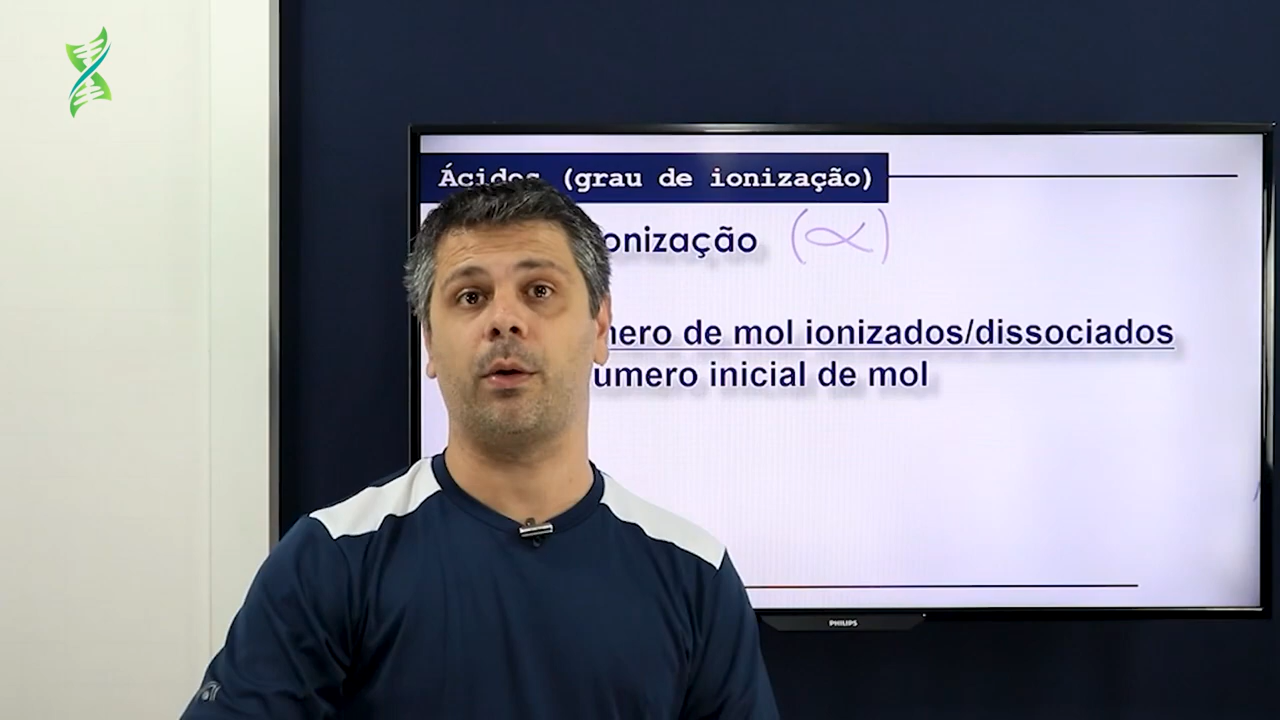 Ácidos (grau de ionização)
onização (α)
mero de mol ionizados/dissociados
umero inicial de mol
PHILIPS